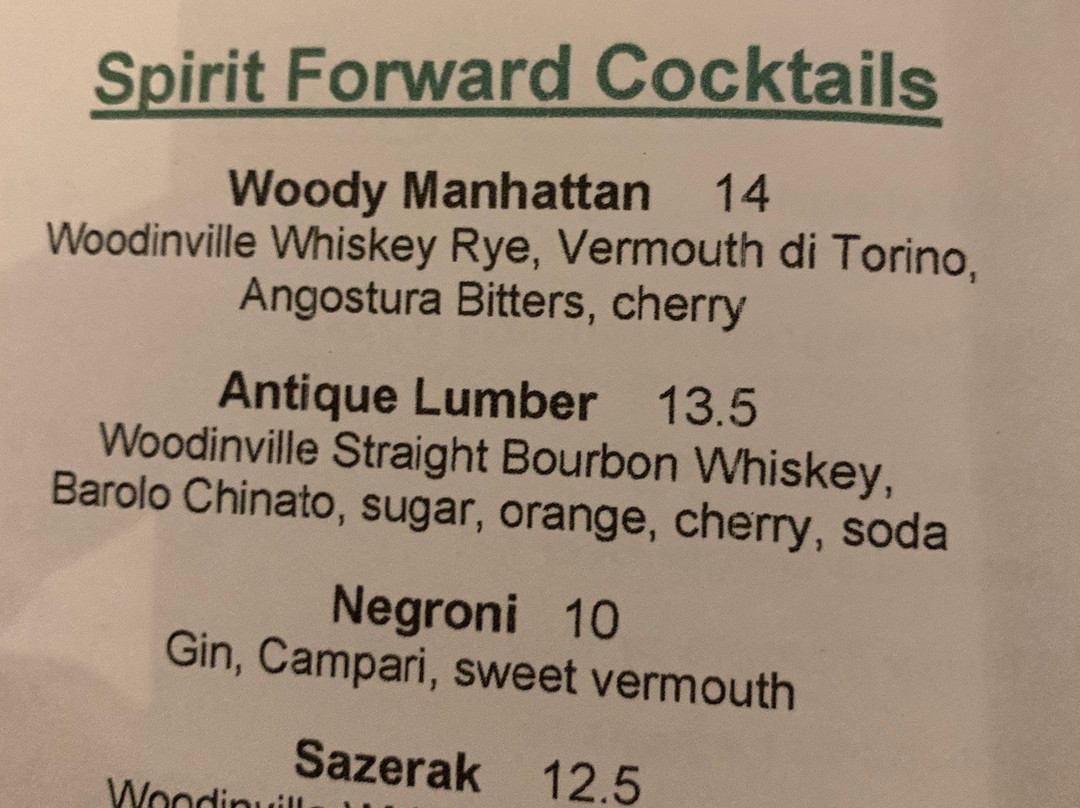 Spirit Forward Cocktails
Woody Manhattan 14
Woodinville Whiskey Rye, Vermouth di Torino,
Angostura Bitters, cherry
Antique Lumber 13.5
Woodinville Straight Bourbon Whiskey,
Barolo Chinato, sugar, orange, cherry, soda
Negroni 10
Gin, Campari, sweet vermouth
Sazerak 12.5
Woodinville